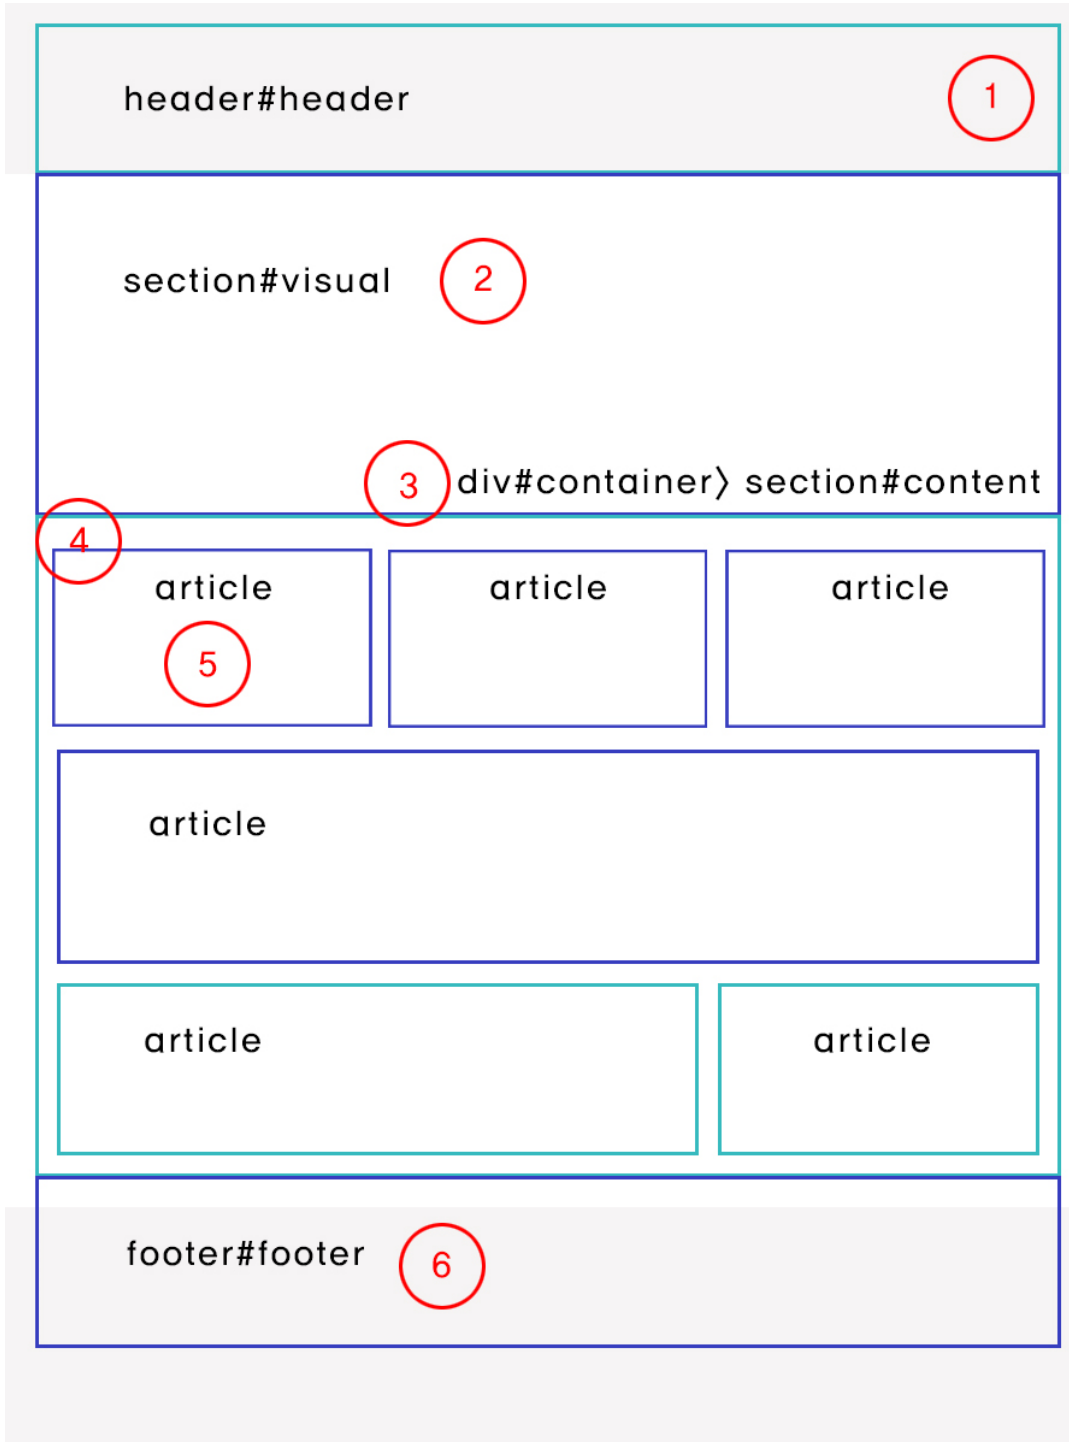 header#header 1
section#visual 2
3 div#container〉 section#content
4
article article article
5
article
article article
footer#footer 6